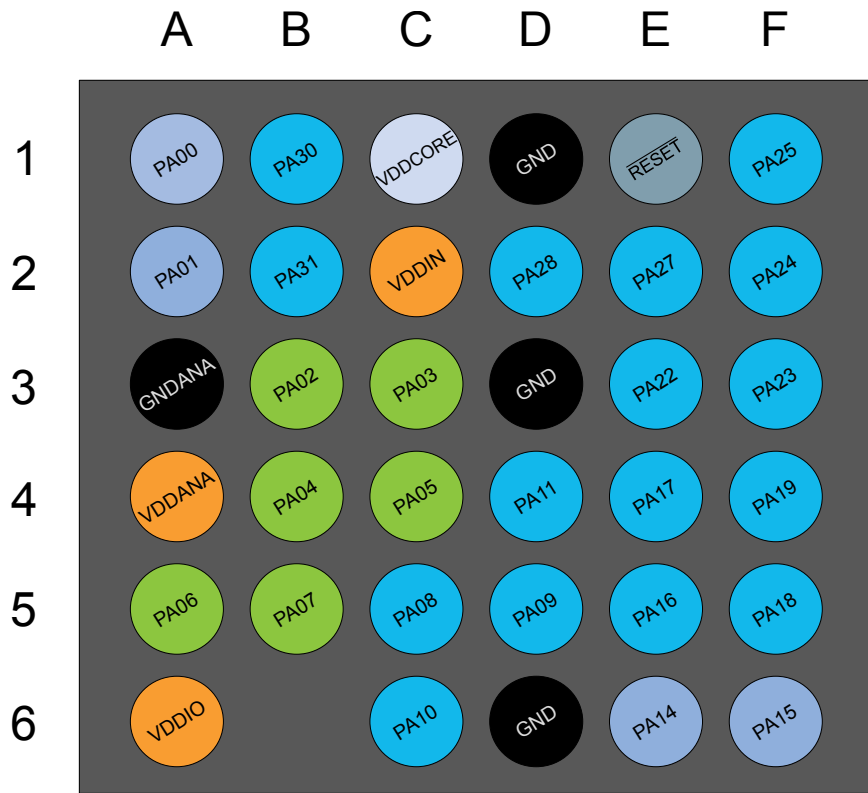 A B C D E F
1 PA00 PA30 VDDCORE GND RESET PA25
2 PA01 PA31 VDDIN PA28 PA27 PA24
3 GNDANA PA02 PA03 GND PA22 PA23
4 VDDANA PA04 PA05 PA11 PA17 PA19
5 PA06 PA07 PA08 PA09 PA16 PA18
6 VDDIO PA10 GND PA14 PA15